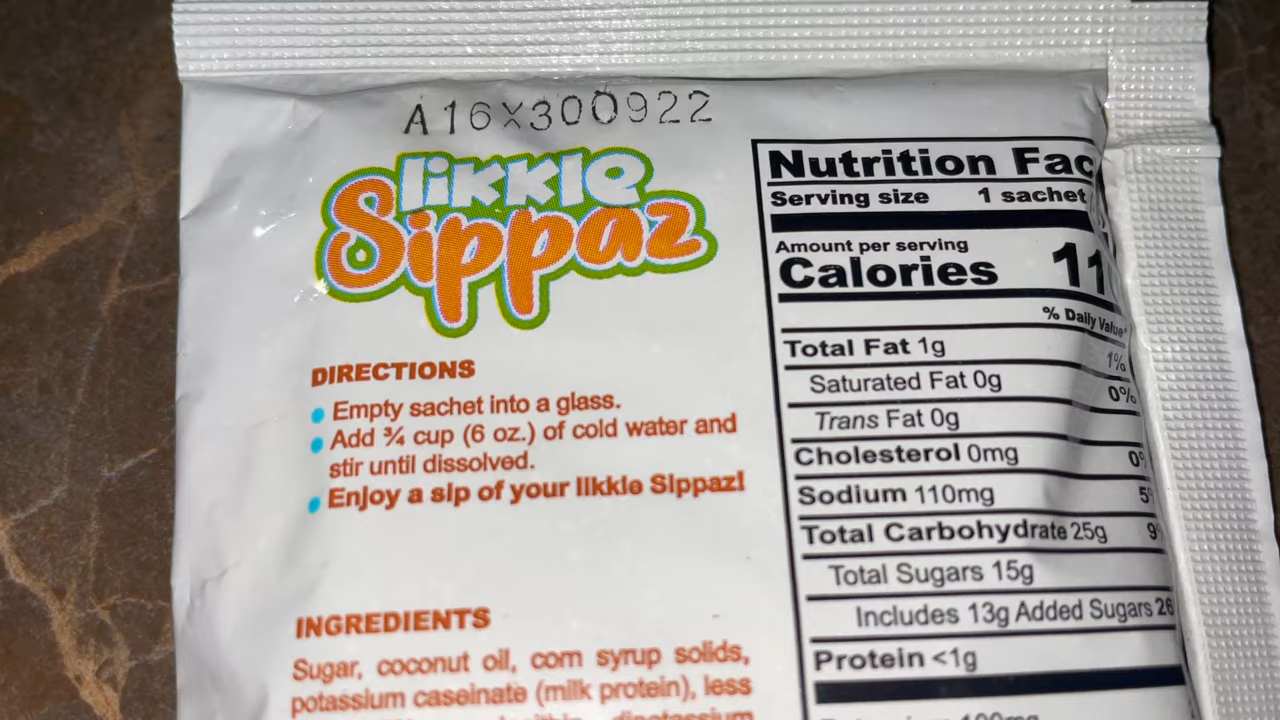 A16X300922
likkle
Sippaz
DIRECTIONS
Empty sachet into a glass.
Add ¾ cup (6 oz.) of cold water and
stir until dissolved.
Enjoy a sip of your likkle Sippaz!
INGREDIENTS
Sugar, coconut oil, corn syrup solids,
potassium caseinate (milk protein), less
Nutrition Fac
Serving size 1 sachet
Amount per serving
Calories 11
% Daily Value*
Total Fat 1g 1%
Saturated Fat 0g 0%
Trans Fat 0g
Cholesterol 0mg 0%
Sodium 110mg 5
Total Carbohydrate 25g 9
Total Sugars 15g
Includes 13g Added Sugars 26
Protein <1g